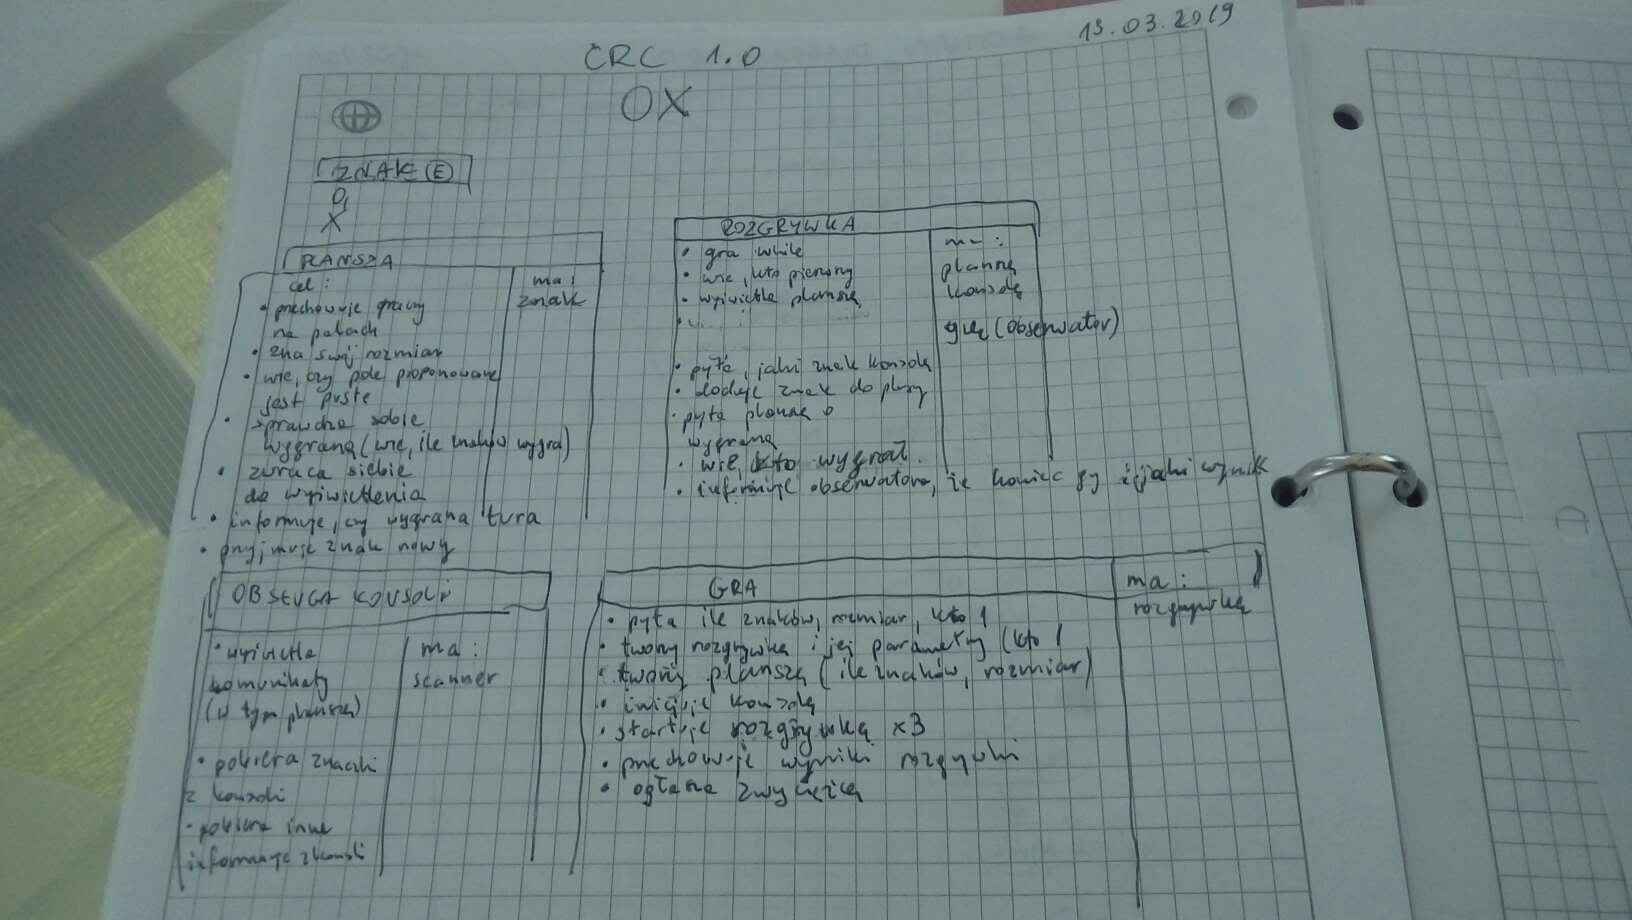 13.03.2019
CRC 1.0
OX
ZNAK (E)
O,
X
PLANSZA
cel:
• przechowuje graczy
na polach
• zna swój rozmiar
• wie, czy pole proponowane
jest puste
• sprawdza sobie
wygraną (wie, ile znaków wygra)
• zwraca siebie
do wyświetlenia
• informuje, czy wygrana tura
• przyjmuje znak nowy
ma:
znak
ROZGRYWKA
• gra while
• wie, kto pierwszy
• wyświetla planszę
• pyta, jaki znak konsolę
• dodaje znak do planszy
• pyta planszę o
wygraną
• wie, kto wygrał.
• informuje obserwatora, że koniec gry i jaki wynik
ma:
planszę
konsolę
grę (obserwator)
OBSŁUGA KONSOLI
• wyświetla
komunikaty
(w tym planszę)
• pobiera znaczki
z konsoli
• pobiera inne
informacje z konsoli
ma:
scanner
GRA
• pyta ile znaków, rozmiar, kto 1
• tworzy rozgrywkę i jej parametry (kto 1
• tworzy planszę (ile znaków, rozmiar)
• inicjuje konsolę
• startuje rozgrywkę x3
• przechowuje wyniki rozgrywki
• ogłasza zwycięzcę
ma:
rozgrywkę